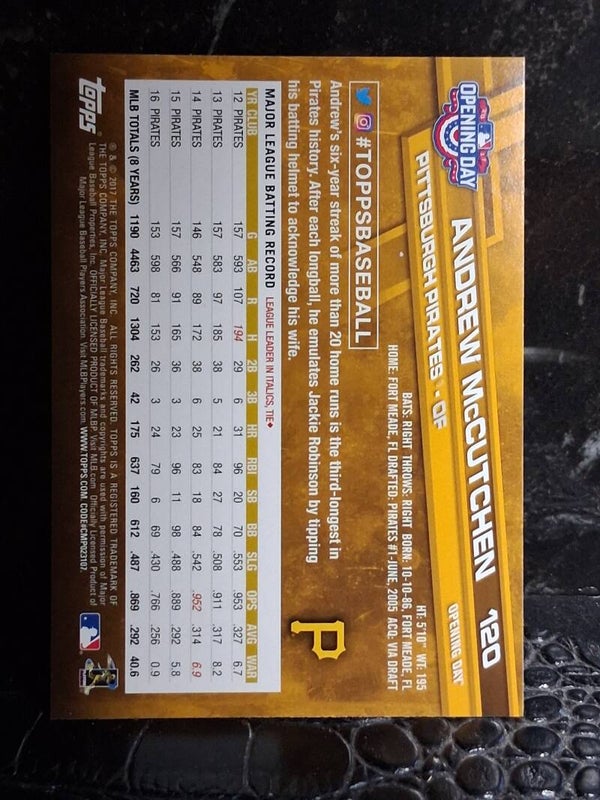 ANDREW McCUTCHEN 120
OPENING DAY
PITTSBURGH PIRATES® - OF
OPENING DAY
HT: 5'10" WT: 195
BATS: RIGHT THROWS: RIGHT BORN: 10-10-86, FORT MEADE, FL
HOME: FORT MEADE, FL DRAFTED: PIRATES #1-JUNE, 2005 ACQ: VIA DRAFT
#TOPPSBASEBALL
Andrew's six-year streak of more than 20 home runs is the third-longest in
Pirates history. After each longball, he emulates Jackie Robinson by tipping
his batting helmet to acknowledge his wife.
P
MAJOR LEAGUE BATTING RECORD LEAGUE LEADER IN ITALICS, TIE♦
YR CLUB G AB R H 2B 3B HR RBI SB BB SLG OPS AVG WAR
12 PIRATES 157 593 107 194 29 6 31 96 20 70 .553 .953 .327 6.7
13 PIRATES 157 583 97 185 38 5 21 84 27 78 .508 .911 .317 8.2
14 PIRATES 146 548 89 172 38 6 25 83 18 84 .542 .952 .314 6.9
15 PIRATES 157 566 91 165 36 3 23 96 11 98 .488 .889 .292 5.8
16 PIRATES 153 598 81 153 26 3 24 79 6 69 .430 .766 .256 0.9
MLB TOTALS (8 YEARS) 1190 4463 720 1304 262 42 175 637 160 612 .487 .869 .292 40.6
topps®
® & © 2017 THE TOPPS COMPANY, INC. ALL RIGHTS RESERVED. TOPPS IS A REGISTERED TRADEMARK OF
THE TOPPS COMPANY, INC. Major League Baseball trademarks and copyrights are used with permission of Major
League Baseball Properties, Inc. OFFICIALLY LICENSED PRODUCT OF MLBP. Visit MLB.com. Officially Licensed Product of
Major League Baseball Players Association. Visit MLBPlayers.com. WWW.TOPPS.COM CODE#CMP023107